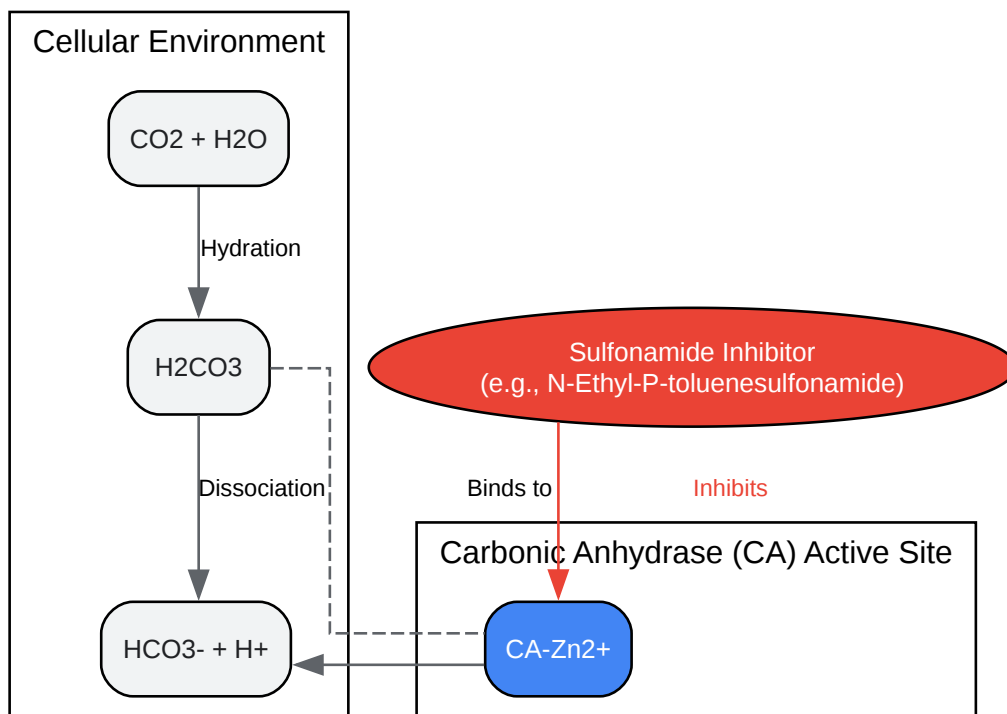 Cellular Environment
CO2 + H2O
Hydration
H2CO3
Sulfonamide Inhibitor
(e.g., N-Ethyl-P-toluenesulfonamide)
Dissociation
Binds to
Inhibits
Carbonic Anhydrase (CA) Active Site
HCO3- + H+
CA-Zn2+